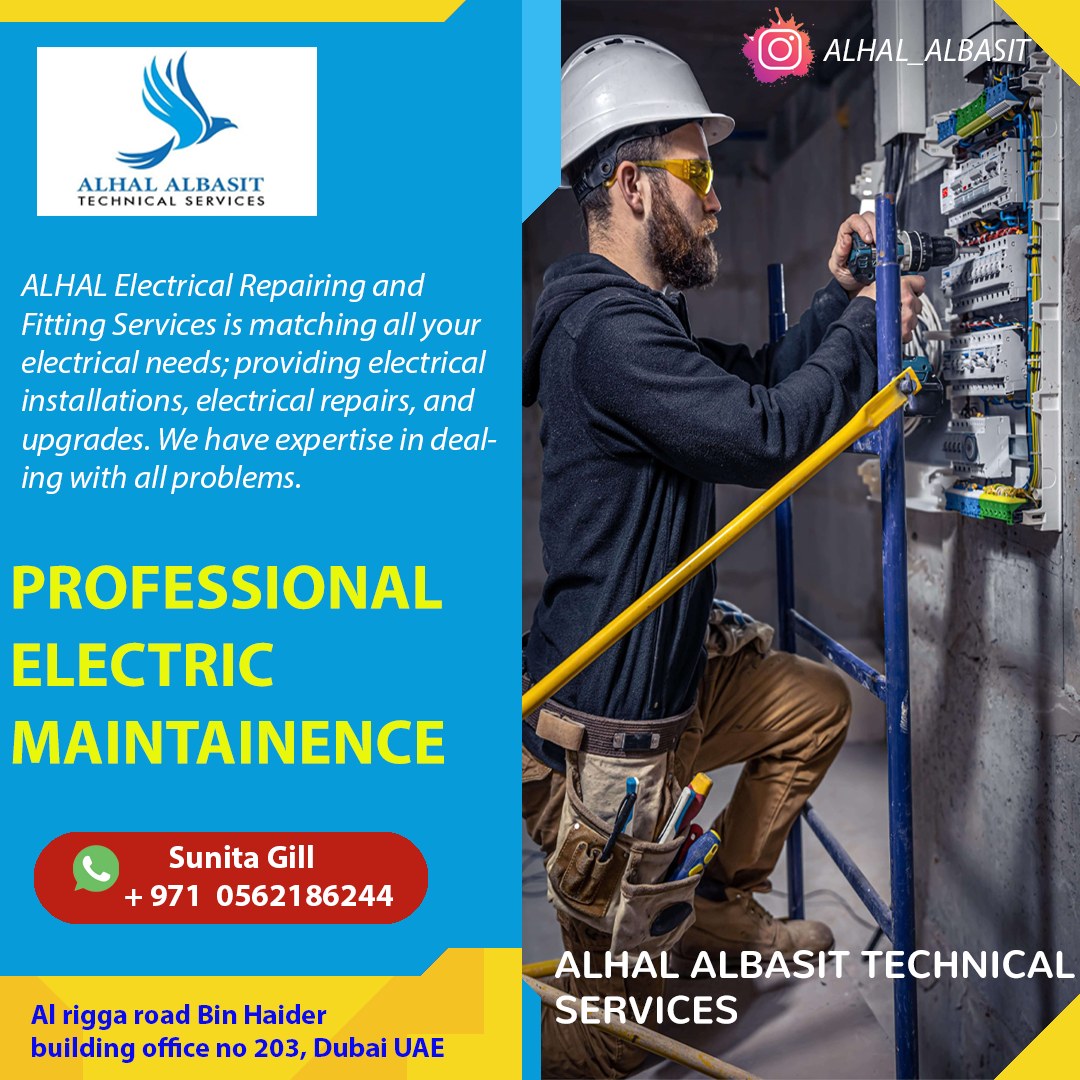 ALHAL ALBASIT
TECHNICAL SERVICES
ALHAL_ALBASIT
ALHAL Electrical Repairing and
Fitting Services is matching all your
electrical needs; providing electrical
installations, electrical repairs, and
upgrades. We have expertise in deal-
ing with all problems.
PROFESSIONAL
ELECTRIC
MAINTAINENCE
Sunita Gill
+ 971 0562186244
Al rigga road Bin Haider
building office no 203, Dubai UAE
ALHAL ALBASIT TECHNICAL
SERVICES